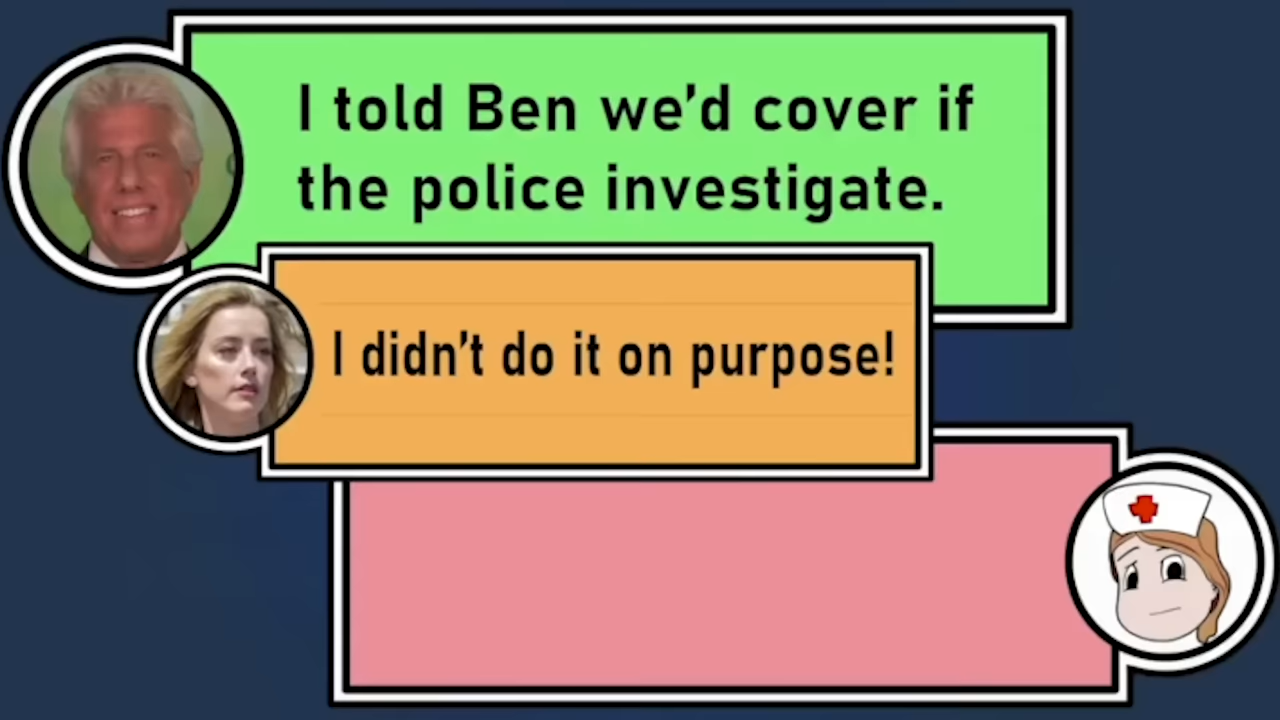 I told Ben we'd cover if
the police investigate.
I didn't do it on purpose!